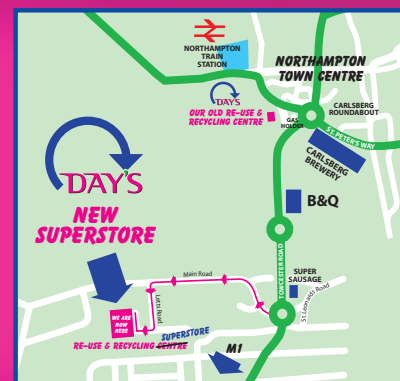 NORTHAMPTON
TRAIN
STATION
NORTHAMPTON
TOWN CENTRE
DAY'S
OUR OLD RE-USE &
RECYCLING CENTRE
GAS
HOLDER
CARLSBERG
ROUNDABOUT
ST. PETER'S WAY
CARLSBERG
BREWERY
DAY'S
NEW
SUPERSTORE
B&Q
TOWCESTER ROAD
SUPER
SAUSAGE
St. Leonards Road
Main Road
Letts Road
WE ARE
NOW
HERE
SUPERSTORE
RE-USE & RECYCLING CENTRE
M1